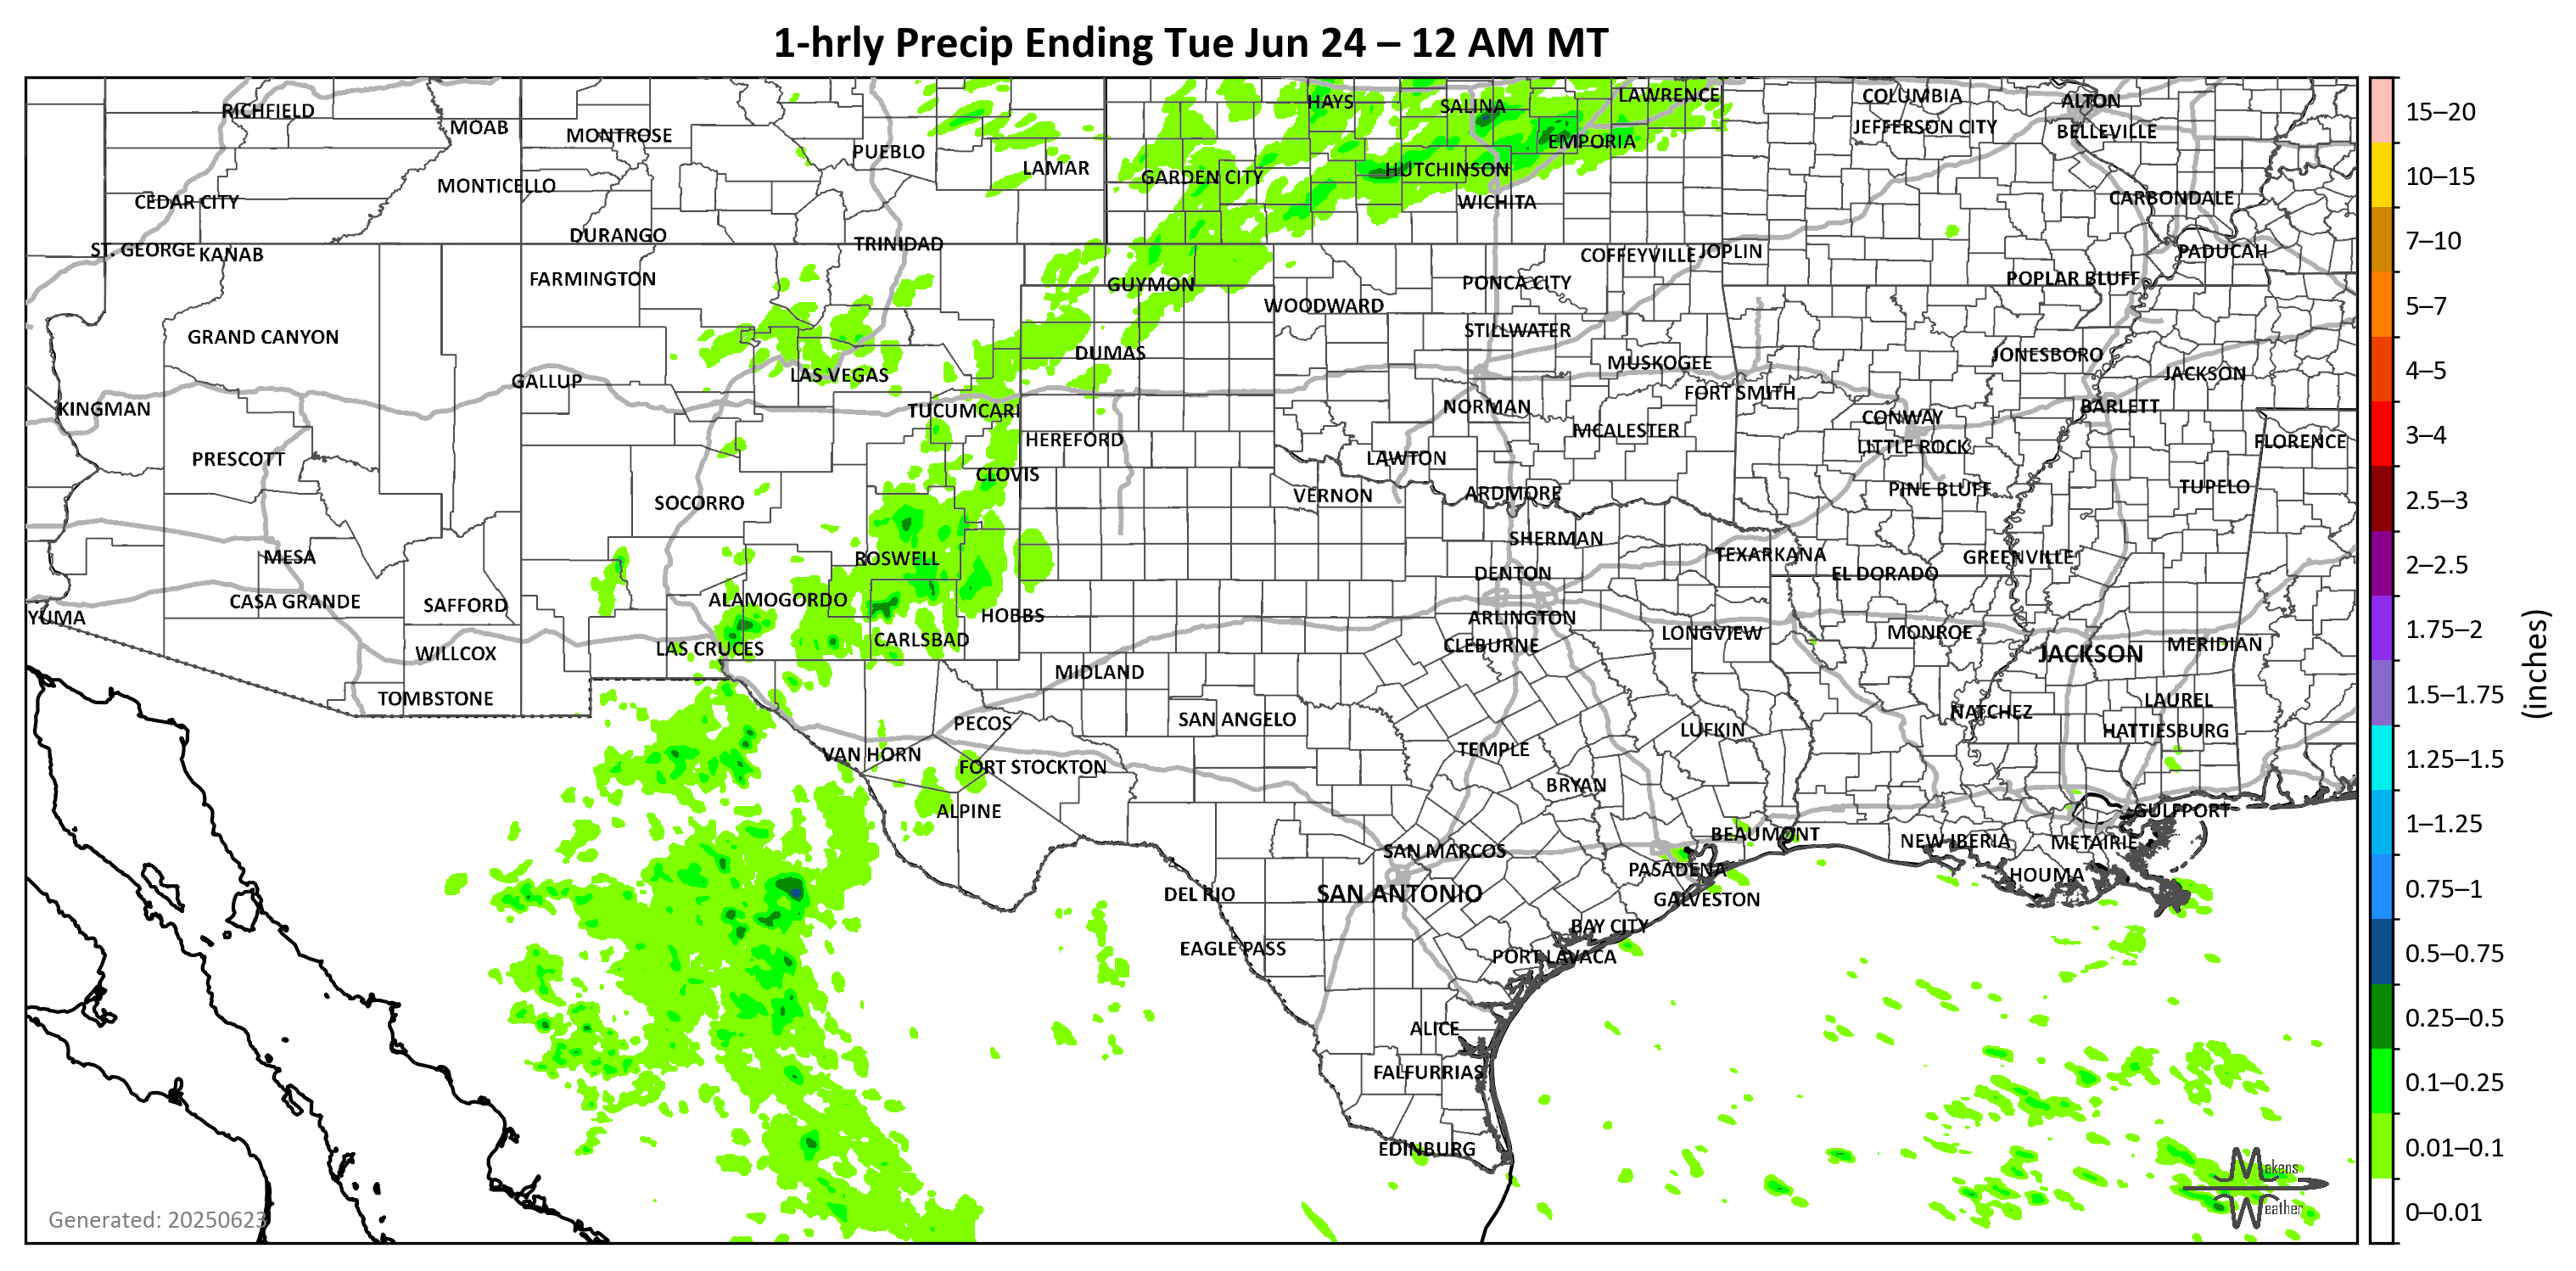 1-hrly Precip Ending Tue Jun 24 – 12 AM MT
RICHFIELD
MOAB
MONTROSE
PUEBLO
LAMAR
HAYS
SALINA
LAWRENCE
COLUMBIA
ALTON
JEFFERSON CITY
BELLEVILLE
EMPORIA
HUTCHINSON
GARDEN CITY
MONTICELLO
CEDAR CITY
WICHITA
CARBONDALE
DURANGO
TRINIDAD
ST. GEORGE
KANAB
FARMINGTON
GUYMON
COFFEYVILLE
JOPLIN
PADUCAH
PONCA CITY
POPLAR BLUFF
WOODWARD
GRAND CANYON
STILLWATER
DUMAS
JONESBORO
MUSKOGEE
LAS VEGAS
GALLUP
JACKSON
FORT SMITH
KINGMAN
TUCUMCARI
NORMAN
BARLETT
CONWAY
HEREFORD
MCALESTER
LITTLE ROCK
FLORENCE
PRESCOTT
LAWTON
CLOVIS
SOCORRO
VERNON
ARDMORE
PINE BLUFF
TUPELO
SHERMAN
MESA
ROSWELL
TEXARKANA
GREENVILLE
DENTON
EL DORADO
CASA GRANDE
SAFFORD
ALAMOGORDO
HOBBS
YUMA
ARLINGTON
LONGVIEW
MONROE
CARLSBAD
CLEBURNE
MERIDIAN
WILLCOX
LAS CRUCES
JACKSON
MIDLAND
TOMBSTONE
LAUREL
NATCHEZ
PECOS
SAN ANGELO
LUFKIN
HATTIESBURG
VAN HORN
TEMPLE
FORT STOCKTON
BRYAN
ALPINE
GULFPORT
BEAUMONT
NEW IBERIA
METAIRIE
SAN MARCOS
PASADENA
HOUMA
DEL RIO
SAN ANTONIO
GALVESTON
BAY CITY
EAGLE PASS
PORT LAVACA
ALICE
FALFURRIAS
EDINBURG
Generated: 20250623
Makens
Weather
15–20
10–15
7–10
5–7
4–5
3–4
2.5–3
2–2.5
1.75–2
1.5–1.75
1.25–1.5
1–1.25
0.75–1
0.5–0.75
0.25–0.5
0.1–0.25
0.01–0.1
0–0.01
(inches)